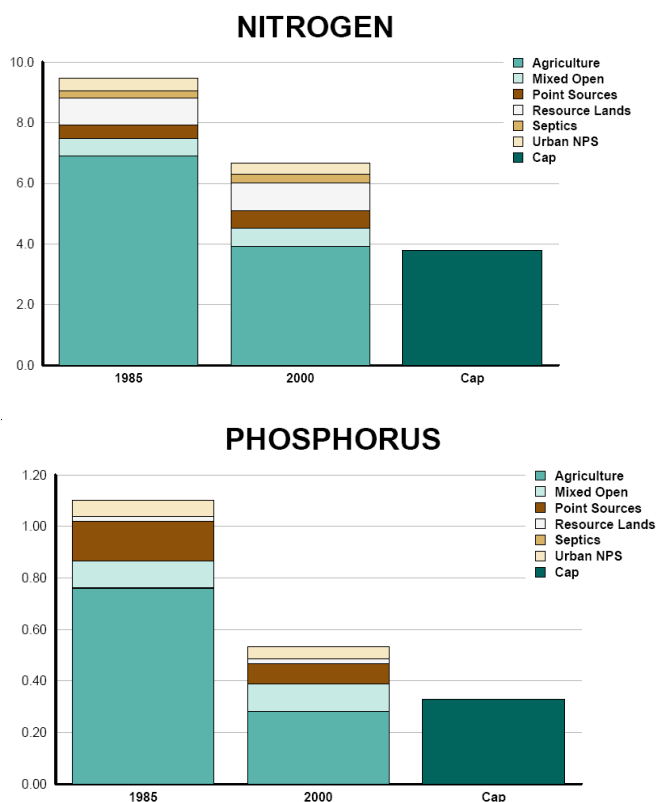 NITROGEN
10.0
8.0
6.0
4.0
2.0
0.0
Agriculture
Mixed Open
Point Sources
Resource Lands
Septics
Urban NPS
Cap
1985 2000 Cap
PHOSPHORUS
1.20
1.00
0.80
0.60
0.40
0.20
0.00
Agriculture
Mixed Open
Point Sources
Resource Lands
Septics
Urban NPS
Cap
1985 2000 Cap